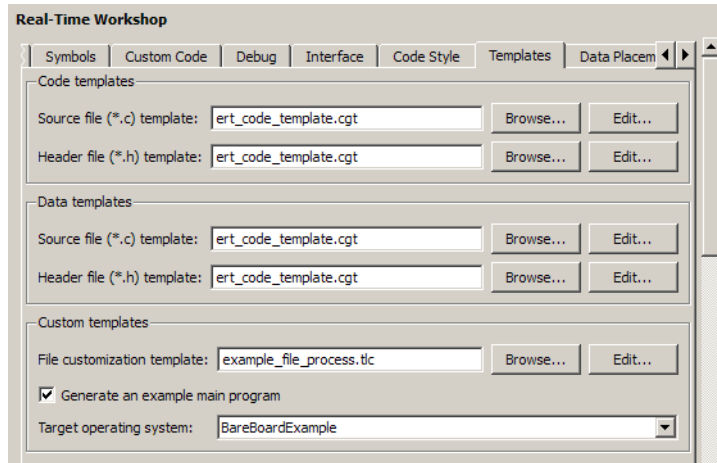 Real-Time Workshop
Symbols Custom Code Debug Interface Code Style Templates Data Placem
Code templates
Source file (*.c) template: ert_code_template.cgt Browse... Edit...
Header file (*.h) template: ert_code_template.cgt Browse... Edit...
Data templates
Source file (*.c) template: ert_code_template.cgt Browse... Edit...
Header file (*.h) template: ert_code_template.cgt Browse... Edit...
Custom templates
File customization template: example_file_process.tlc Browse... Edit...
Generate an example main program
Target operating system: BareBoardExample